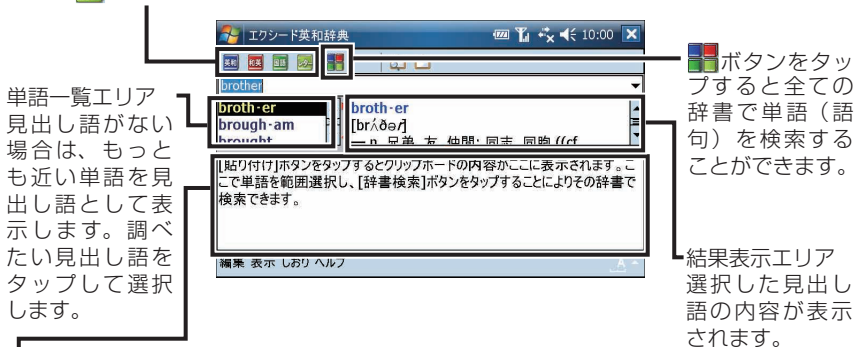 エクシード英和辞典 10:00
英和 和英 国語
brother
broth·er
brough·am
brought
broth·er
[brʌ́ðər]
— n. 兄弟, 友, 仲間; 同志, 同胞 ((cf.
[貼り付け]ボタンをタップするとクリップボードの内容がここに表示されます。こ
こで単語を範囲選択し、[辞書検索]ボタンをタップすることによりその辞書で
検索できます。
編集 表示 しおり ヘルプ
単語一覧エリア
見出し語がない
場合は、もっと
も近い単語を見
出し語として表
示します。調べ
たい見出し語を
タップして選択
します。
ボタンをタッ
プすると全ての
辞書で単語（語
句）を検索する
ことができます。
結果表示エリア
選択した見出し
語の内容が表示
されます。